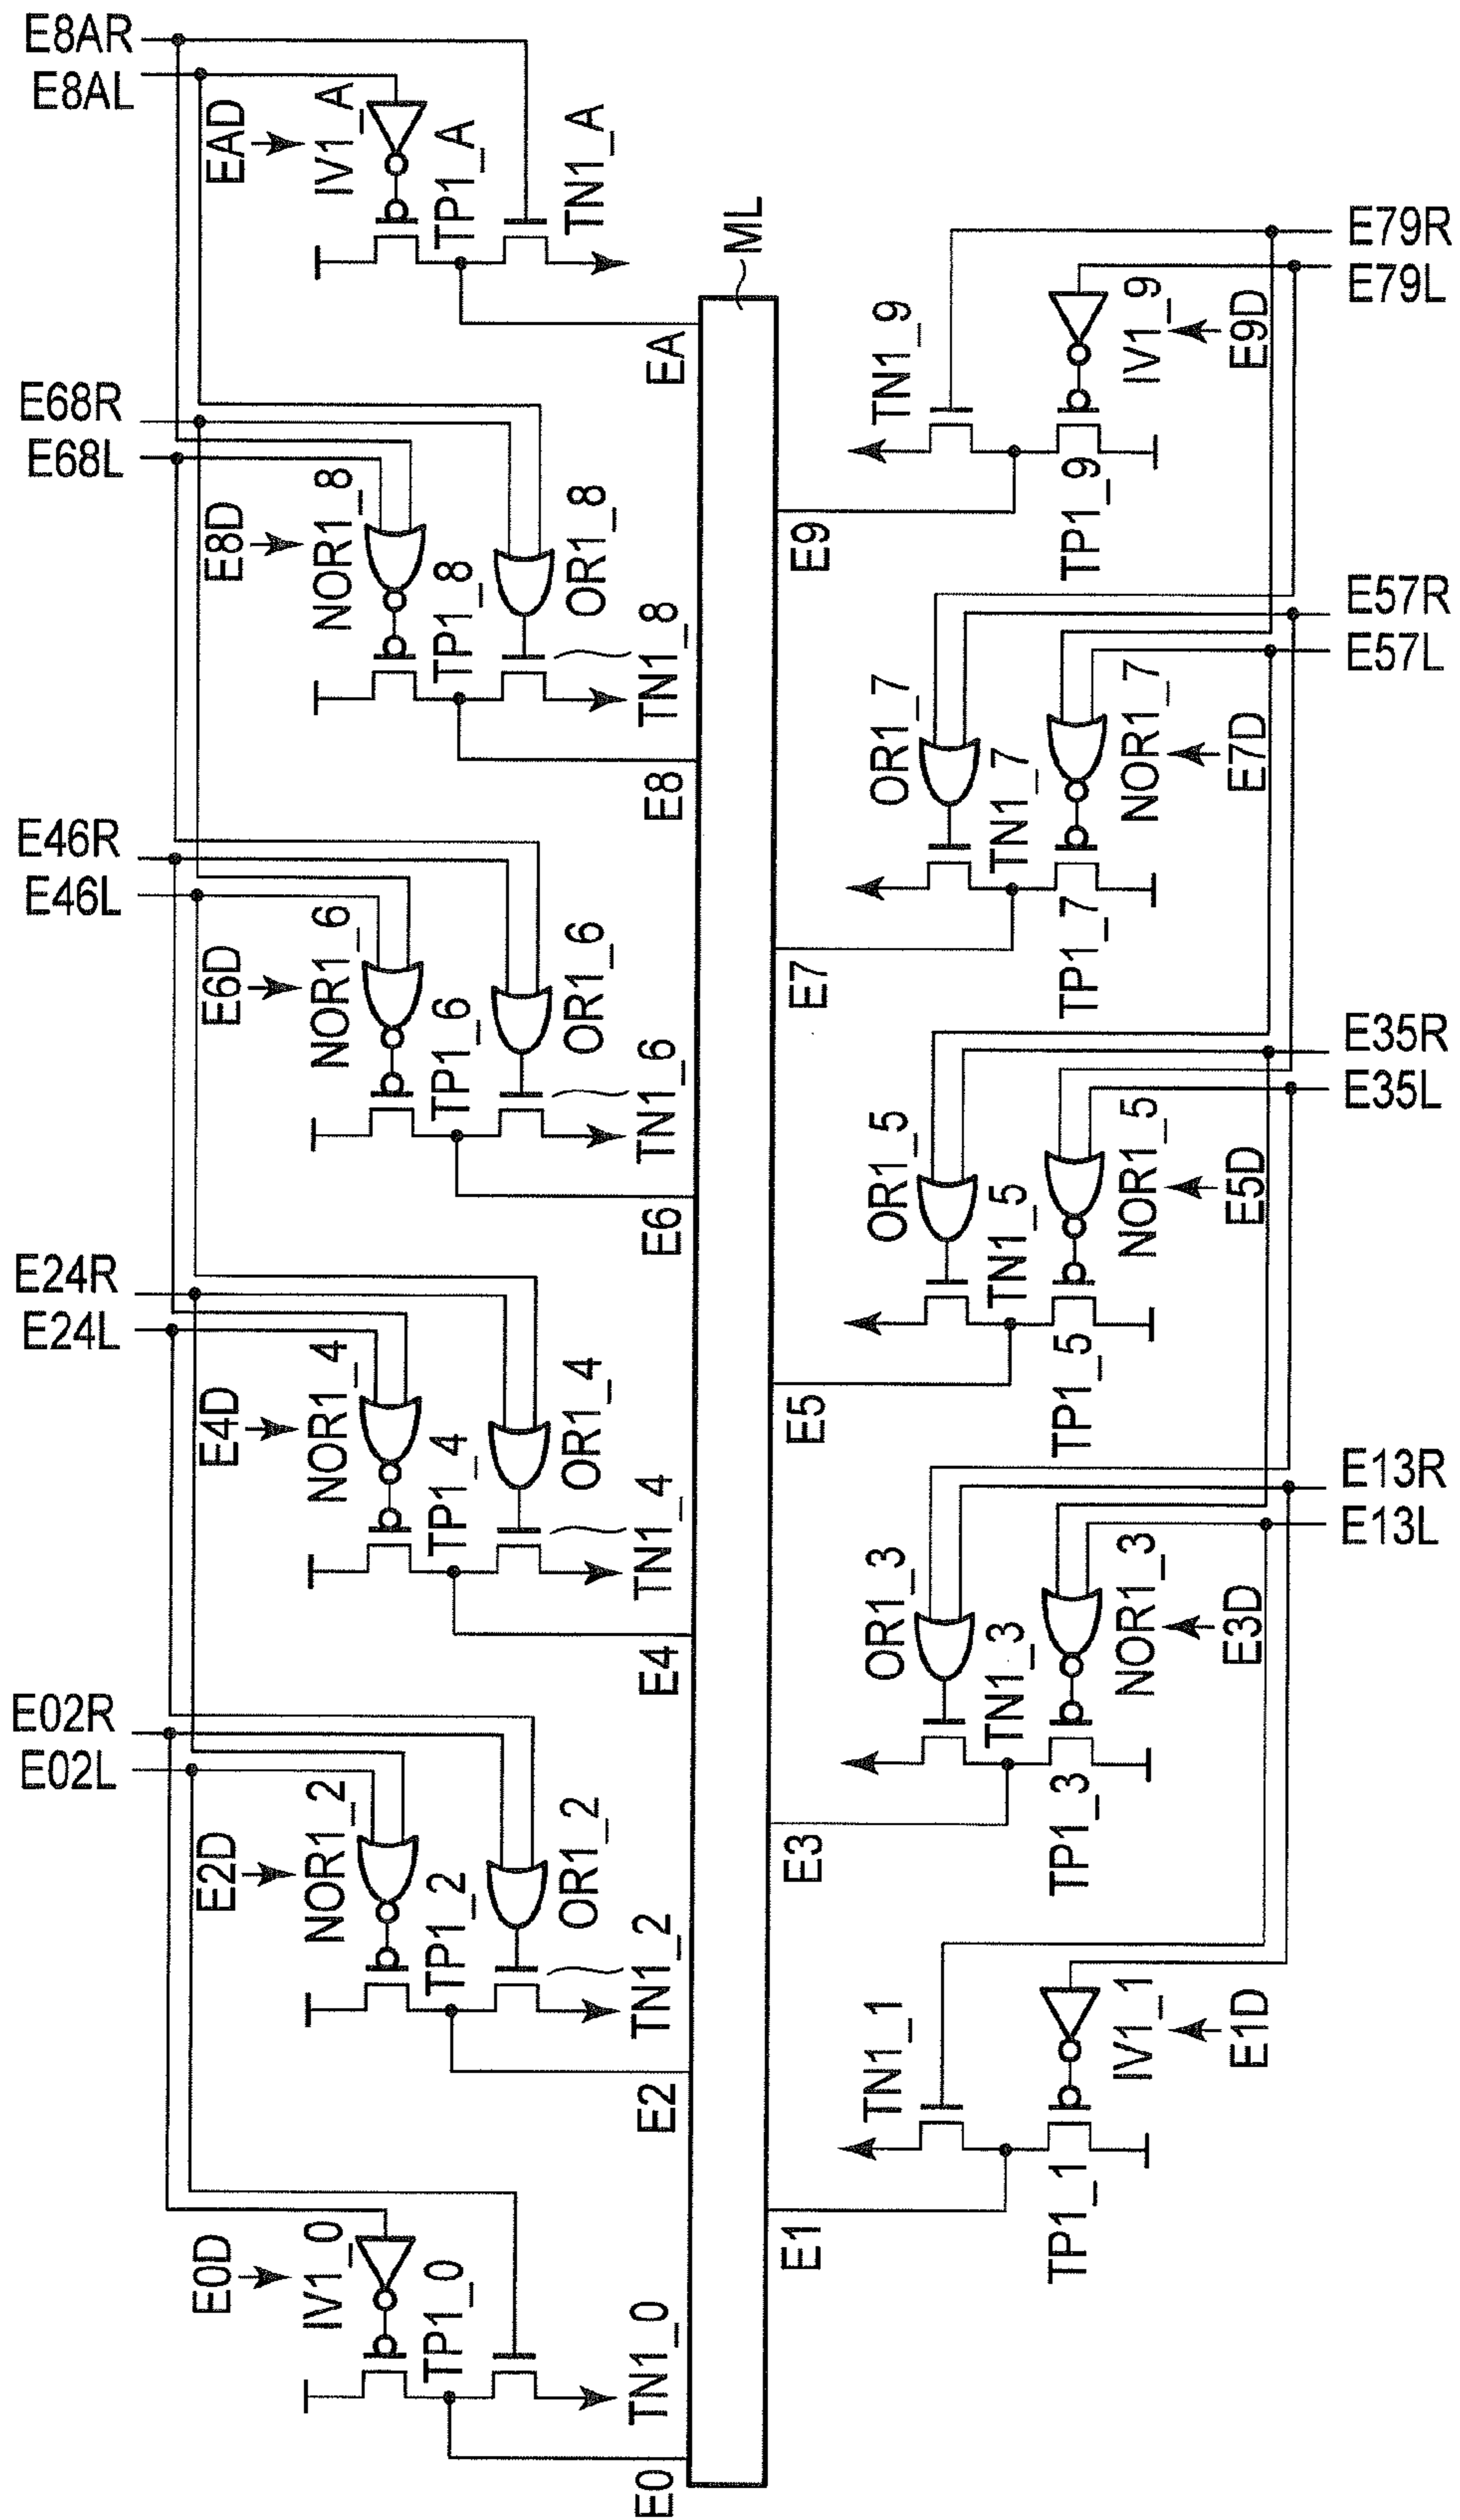 E8AR
E8AL
EAD
IV1_A
TP1_A
TN1_A
EA
ML
E68R
E68L
E8D
NOR1_8
TP1_8
OR1_8
TN1_8
E8
E46R
E46L
E6D
NOR1_6
TP1_6
OR1_6
TN1_6
E6
E24R
E24L
E4D
NOR1_4
TP1_4
OR1_4
TN1_4
E4
E02R
E02L
E2D
NOR1_2
TP1_2
OR1_2
TN1_2
E2
E0D
IV1_0
TP1_0
TN1_0
E0
E79R
E79L
TN1_9
IV1_9
E9D
TP1_9
E9
E57R
E57L
OR1_7
TN1_7
NOR1_7
E7D
TP1_7
E7
E35R
E35L
OR1_5
TN1_5
NOR1_5
E5D
TP1_5
E5
E13R
E13L
OR1_3
TN1_3
NOR1_3
E3D
TP1_3
E3
TN1_1
IV1_1
E1D
TP1_1
E1